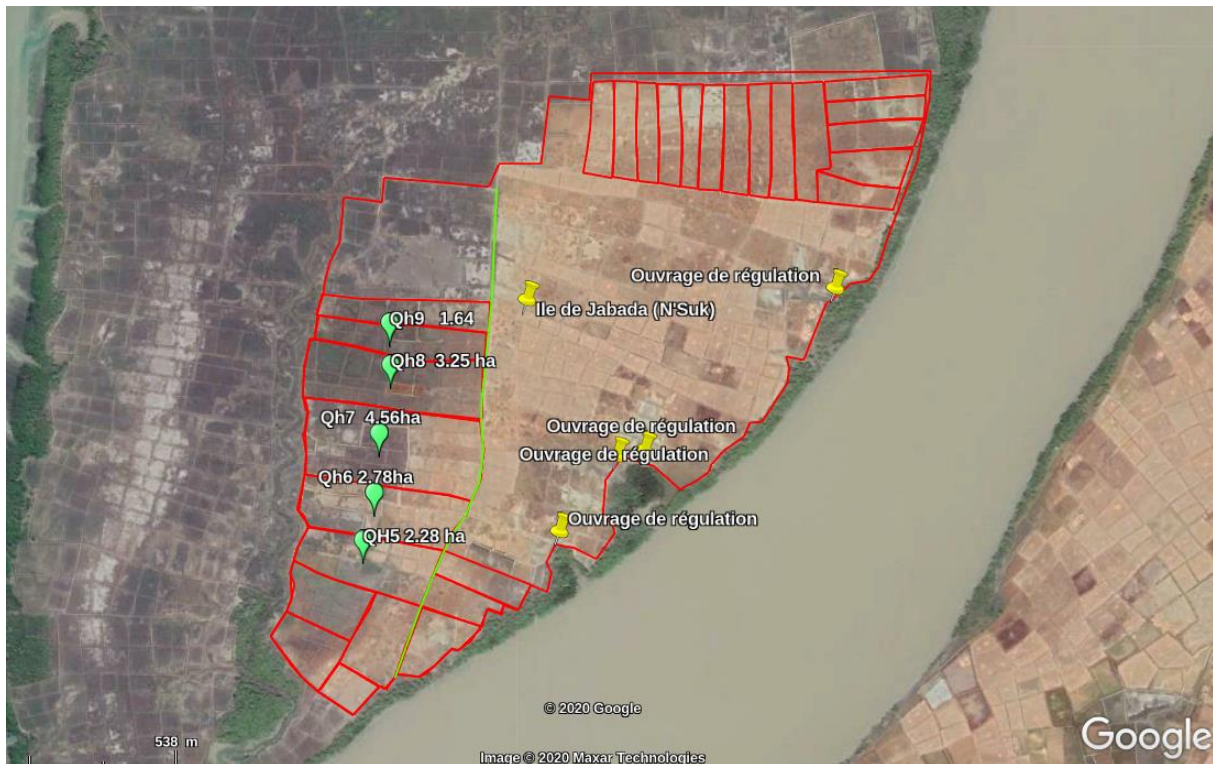 Ouvrage de régulation
Ile de Jabada (N'Suk)
Qh9 1.64
Qh8 3.25 ha
Qh7 4.56ha
Ouvrage de régulation
Ouvrage de régulation
Qh6 2.78ha
Ouvrage de régulation
QH5 2.28 ha
© 2020 Google
538 m
Image © 2020 Maxar Technologies
Google